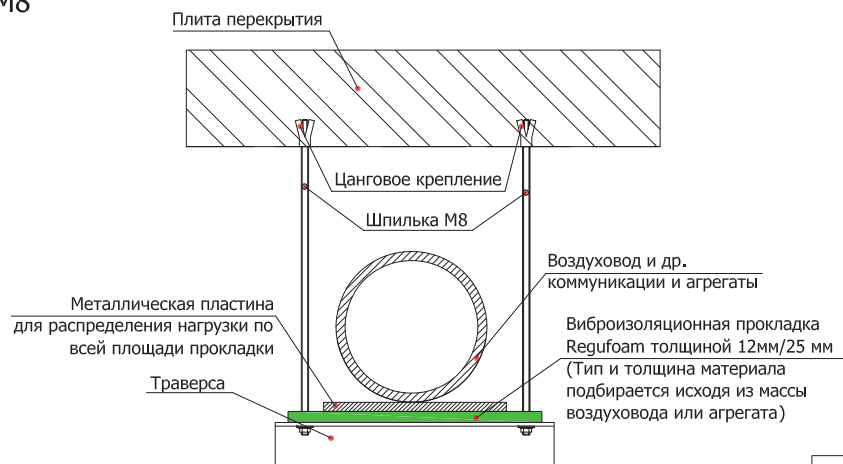 М8
Плита перекрытия
Цанговое крепление
Шпилька М8
Воздуховод и др.
коммуникации и агрегаты
Металлическая пластина
для распределения нагрузки по
всей площади прокладки
Виброизоляционная прокладка
Regufoam толщиной 12мм/25 мм
(Тип и толщина материала
подбирается исходя из массы
воздуховода или агрегата)
Траверса